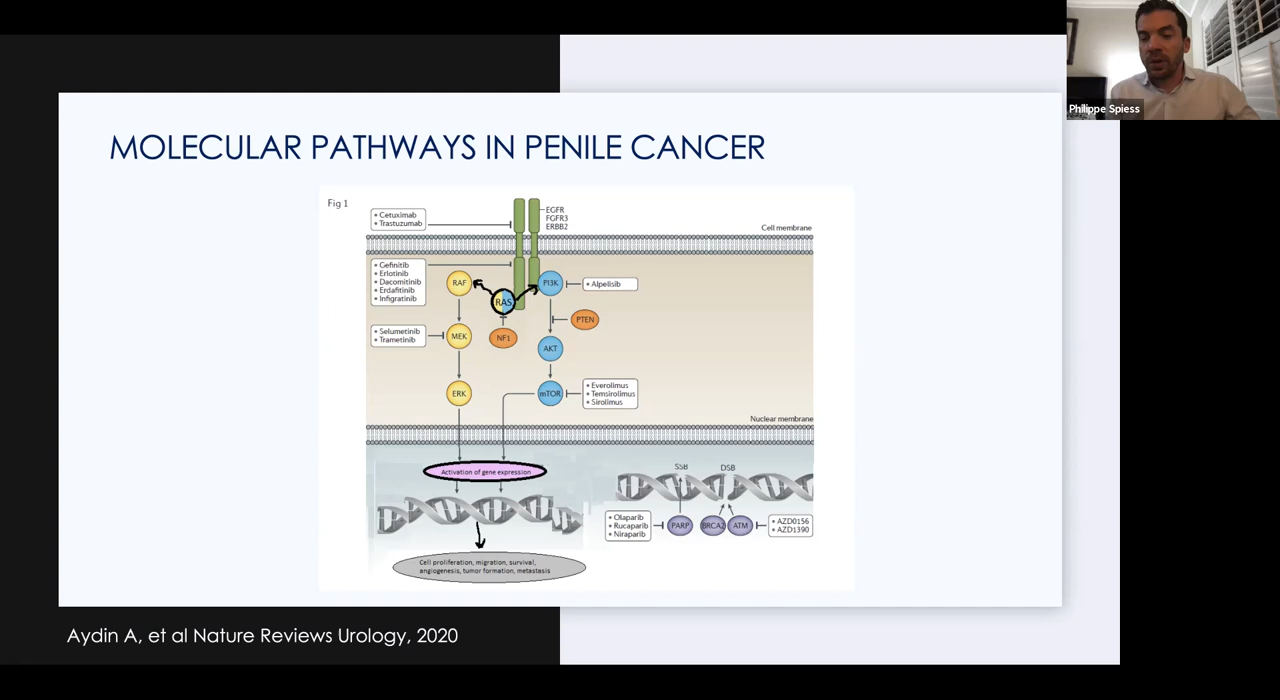 Philippe Spiess
MOLECULAR PATHWAYS IN PENILE CANCER
Fig 1
• Cetuximab
• Trastuzumab
EGFR
FGFR3
ERBB2
Cell membrane
• Gefinitib
• Erlotinib
• Dacomitinib
• Erdafitinib
• Infigratinib
RAF
RAS
PI3K
• Alpelisib
PTEN
• Selumetinib
• Trametinib
MEK
NF1
AKT
ERK
mTOR
• Everolimus
• Temsirolimus
• Sirolimus
Nuclear membrane
Activation of gene expression
SSB
DSB
• Olaparib
• Rucaparib
• Niraparib
PARP
BRCA2
ATM
• AZD0156
• AZD1390
Cell proliferation, migration, survival,
angiogenesis, tumor formation, metastasis
Aydin A, et al Nature Reviews Urology, 2020